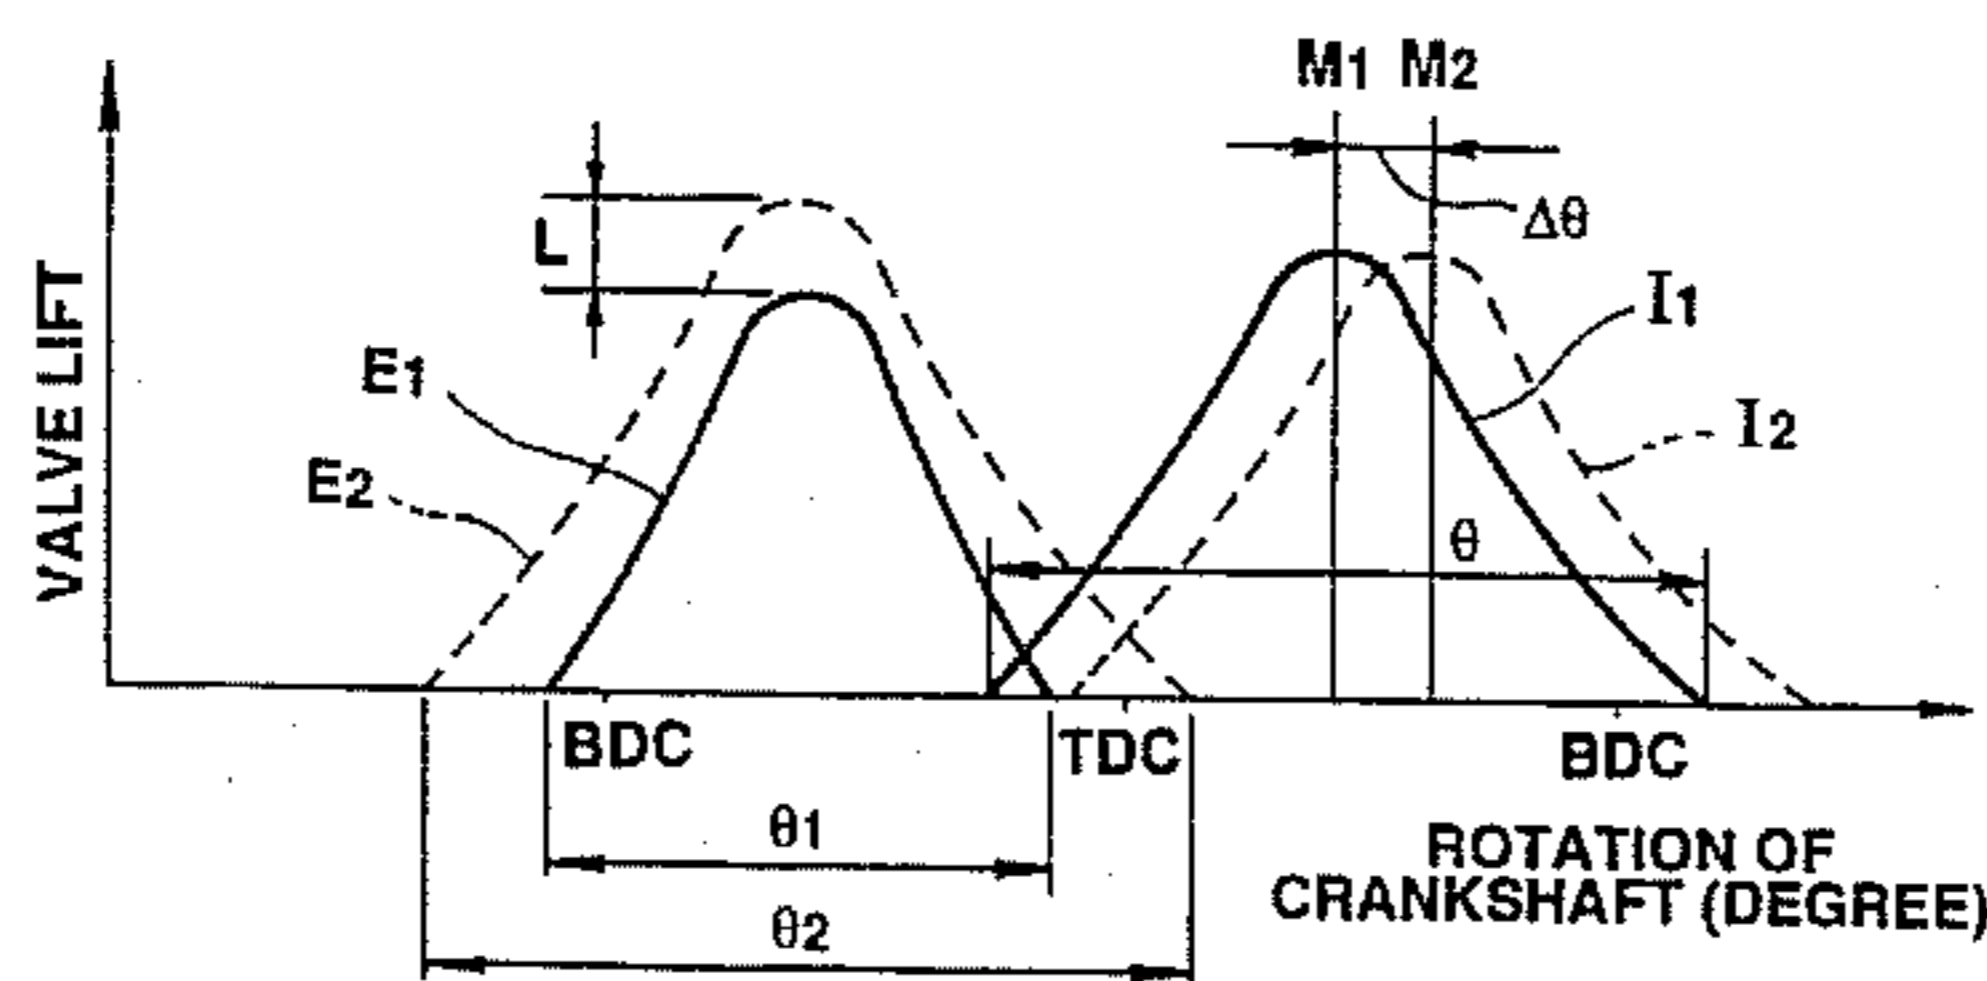 M1 M2
Δθ
L
I1
E1
I2
E2
θ
VALVE LIFT
BDC TDC BDC
θ1
θ2
ROTATION OF
CRANKSHAFT (DEGREE)